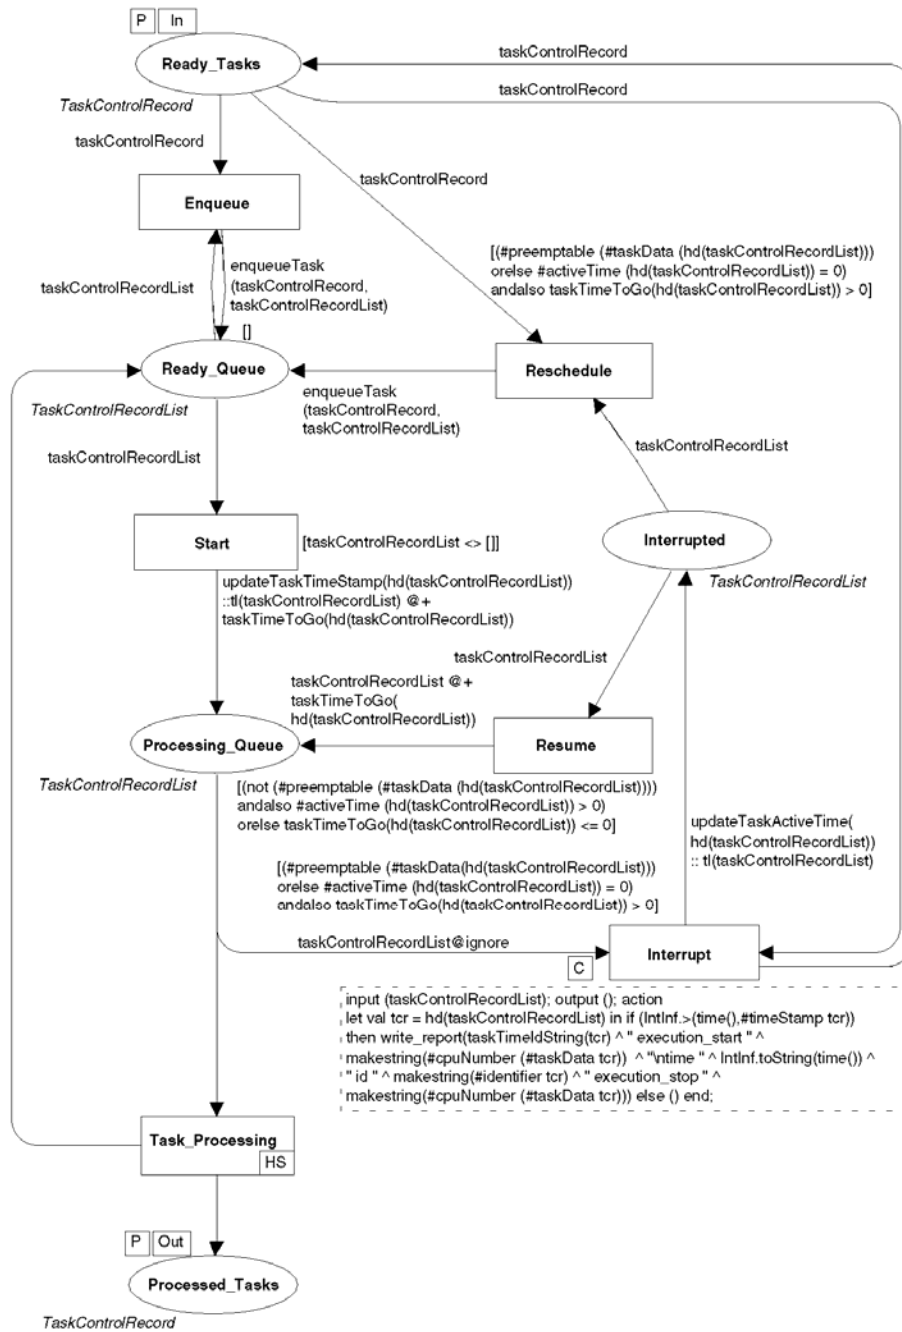 P In
taskControlRecord
Ready_Tasks
taskControlRecord
TaskControlRecord
taskControlRecord
taskControlRecord
Enqueue
[(#preemptable (#taskData (hd(taskControlRecordList)))
orelse #activeTime (hd(taskControlRecordList)) = 0)
andalso taskTimeToGo(hd(taskControlRecordList)) > 0]
taskControlRecordList
enqueueTask
(taskControlRecord,
taskControlRecordList)
[]
Ready_Queue
Reschedule
TaskControlRecordList
enqueueTask
(taskControlRecord,
taskControlRecordList)
taskControlRecordList
taskControlRecordList
Start
[taskControlRecordList <> []]
Interrupted
TaskControlRecordList
updateTaskTimeStamp(hd(taskControlRecordList))
::tl(taskControlRecordList) @+
taskTimeToGo(hd(taskControlRecordList))
taskControlRecordList
taskControlRecordList @+
taskTimeToGo(
hd(taskControlRecordList))
Processing_Queue
Resume
TaskControlRecordList
[(not (#preemptable (#taskData (hd(taskControlRecordList))))
andalso #activeTime (hd(taskControlRecordList)) > 0)
orelse taskTimeToGo(hd(taskControlRecordList)) <= 0]
updateTaskActiveTime(
hd(taskControlRecordList))
:: tl(taskControlRecordList)
[(#preemptable (#taskData(hd(taskControlRecordList)))
orelse #activeTime (hd(taskControlRecordList)) = 0)
andalso taskTimeToGo(hd(taskControlRecordList)) > 0]
taskControlRecordList@ignore
Interrupt
C
input (taskControlRecordList); output (); action
let val tcr = hd(taskControlRecordList) in if (IntInf.>(time(),#timeStamp tcr))
then write_report(taskTimeIdString(tcr) ^ " execution_start " ^
makestring(#cpuNumber (#taskData tcr)) ^ "\ntime " ^ IntInf.toString(time()) ^
" id " ^ makestring(#identifier tcr) ^ " execution_stop " ^
makestring(#cpuNumber (#taskData tcr))) else () end;
Task_Processing
HS
P Out
Processed_Tasks
TaskControlRecord